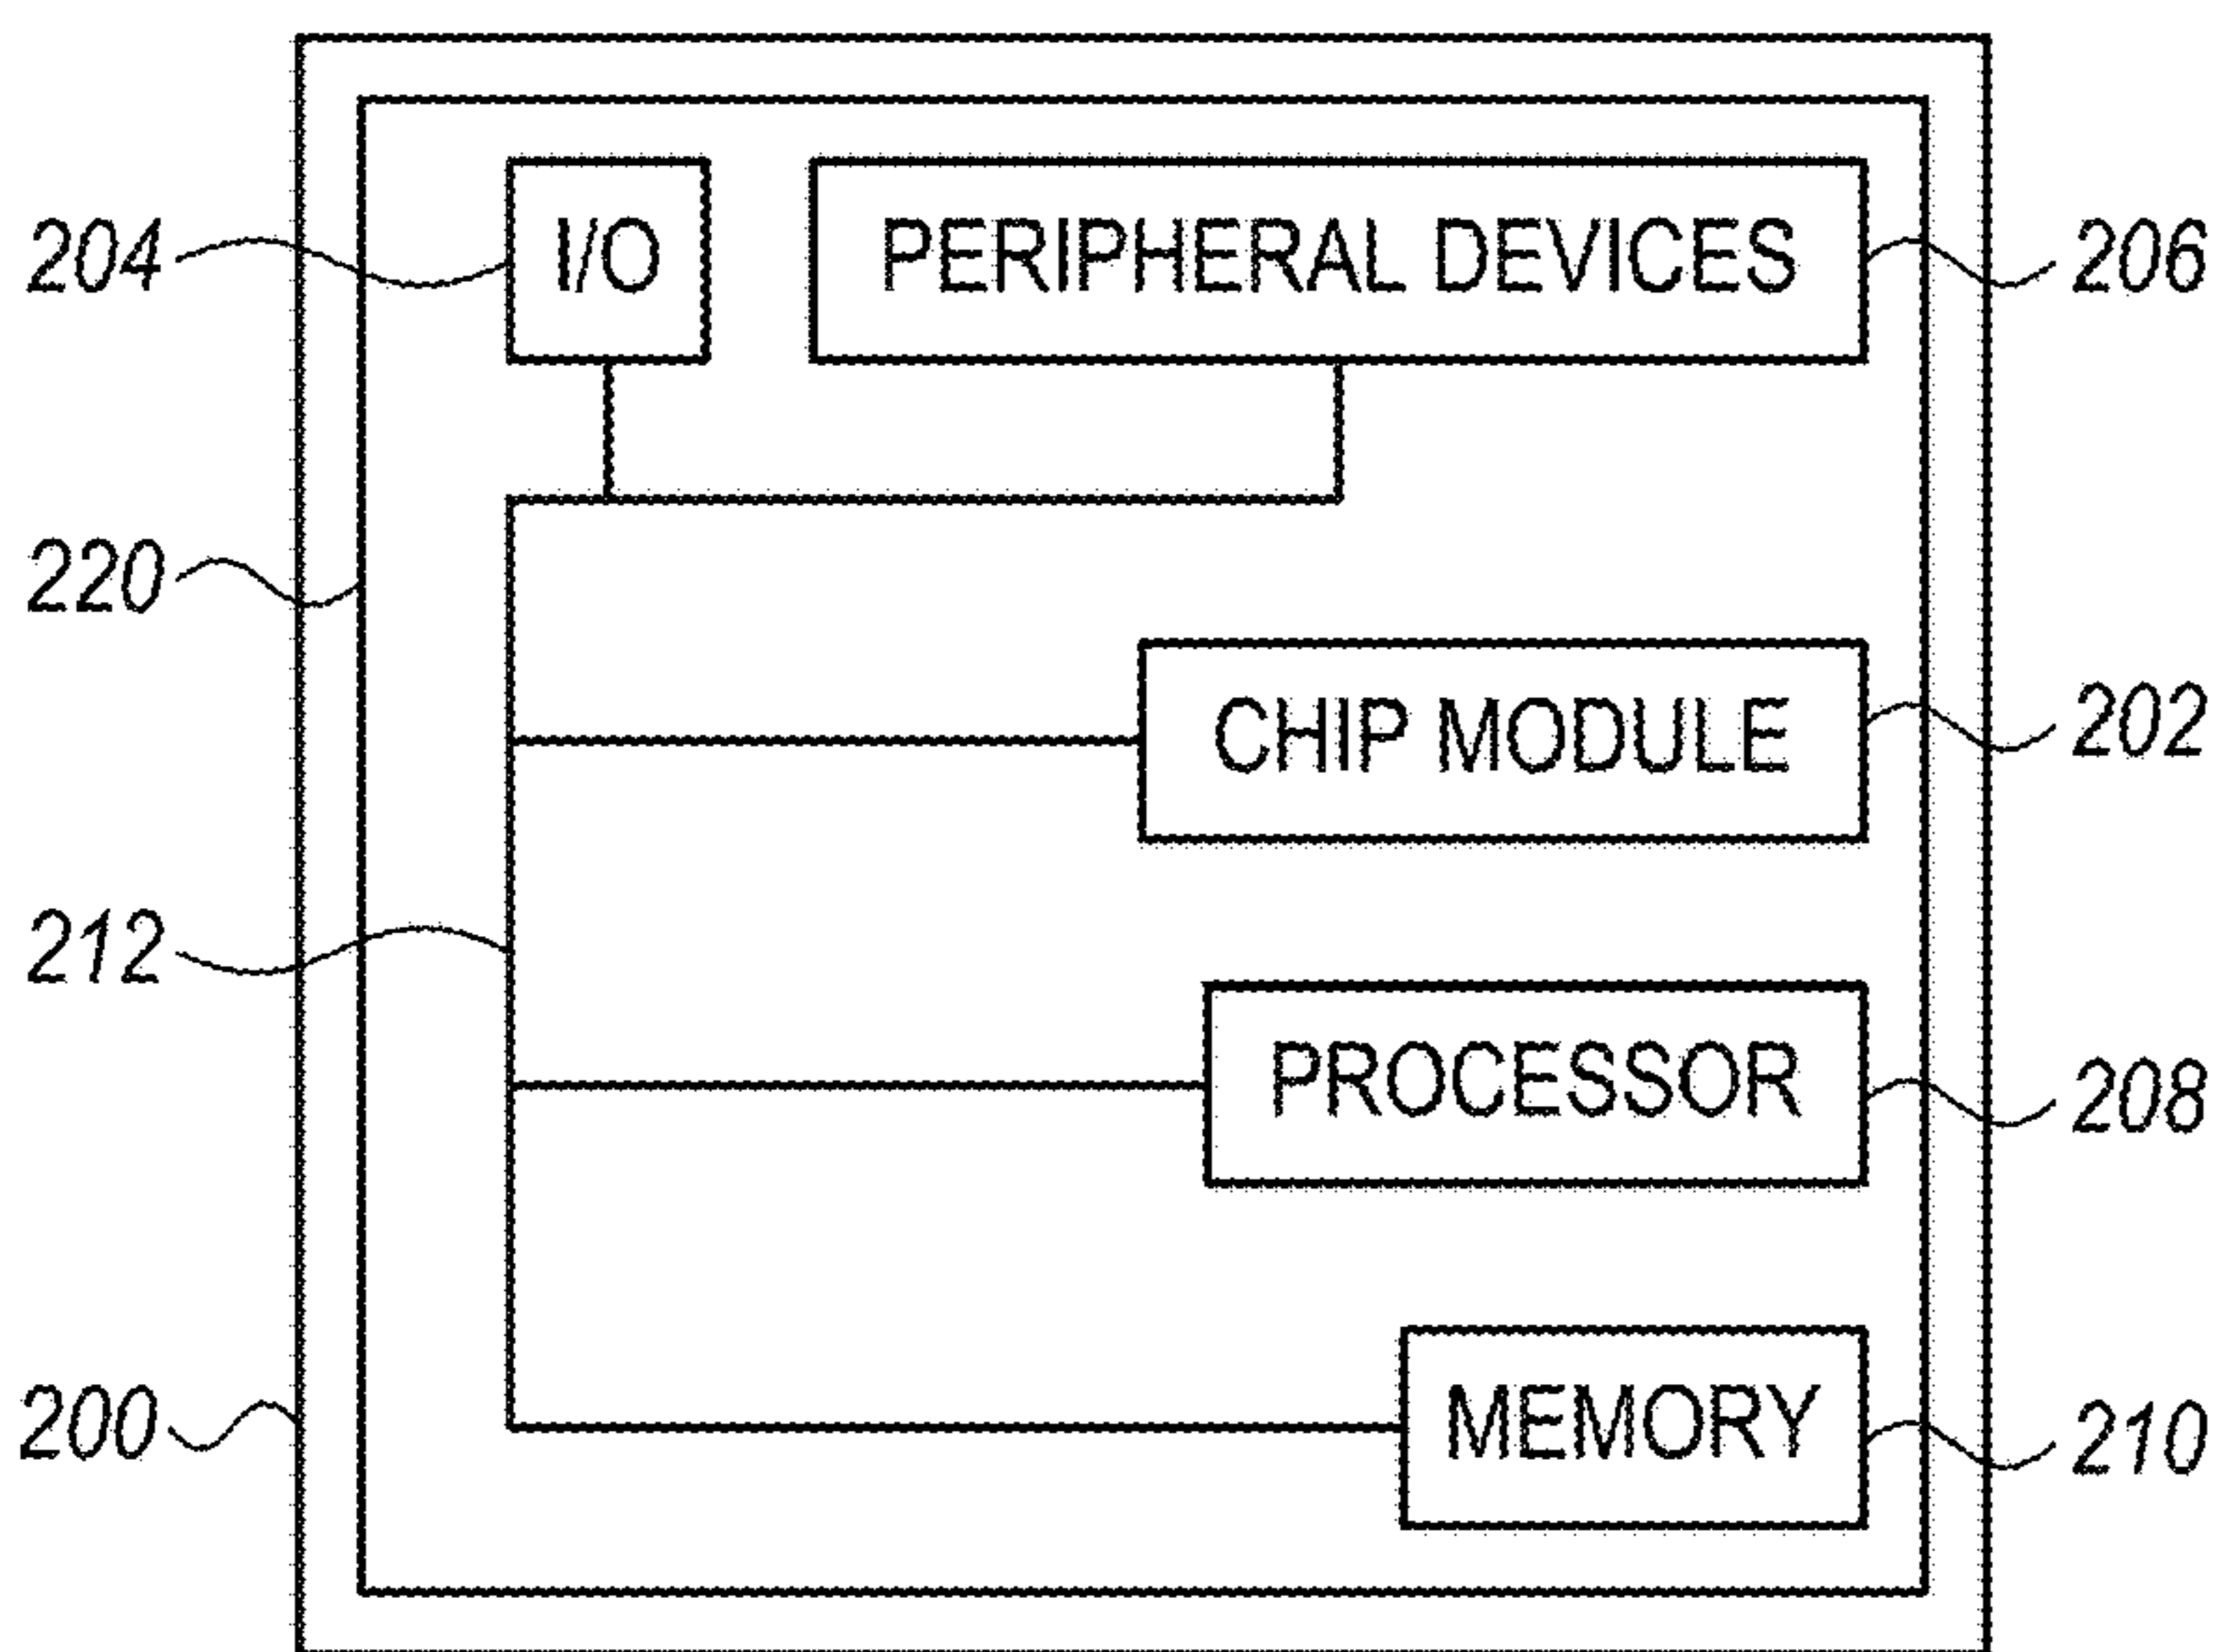 204
I/O
PERIPHERAL DEVICES
206
220
CHIP MODULE
202
212
PROCESSOR
208
200
MEMORY
210